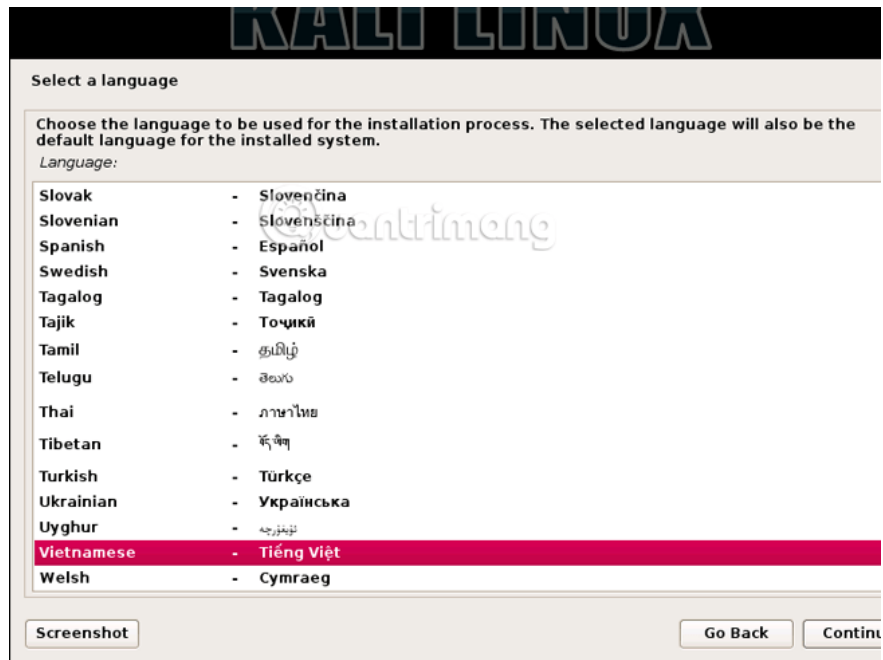 KALI LINUX
Select a language
Choose the language to be used for the installation process. The selected language will also be the
default language for the installed system.
Language:
Slovak - Slovenčina
Slovenian - Slovenščina
Spanish - Español
Swedish - Svenska
Tagalog - Tagalog
Tajik - Тоҷикӣ
Tamil - தமிழ்
Telugu - తెలుగు
Thai - ภาษาไทย
Tibetan - བོད་ཡིག
Turkish - Türkçe
Ukrainian - Українська
Uyghur - ئۇيغۇرچە
Vietnamese - Tiếng Việt
Welsh - Cymraeg
uantrimang
Screenshot Go Back Continu